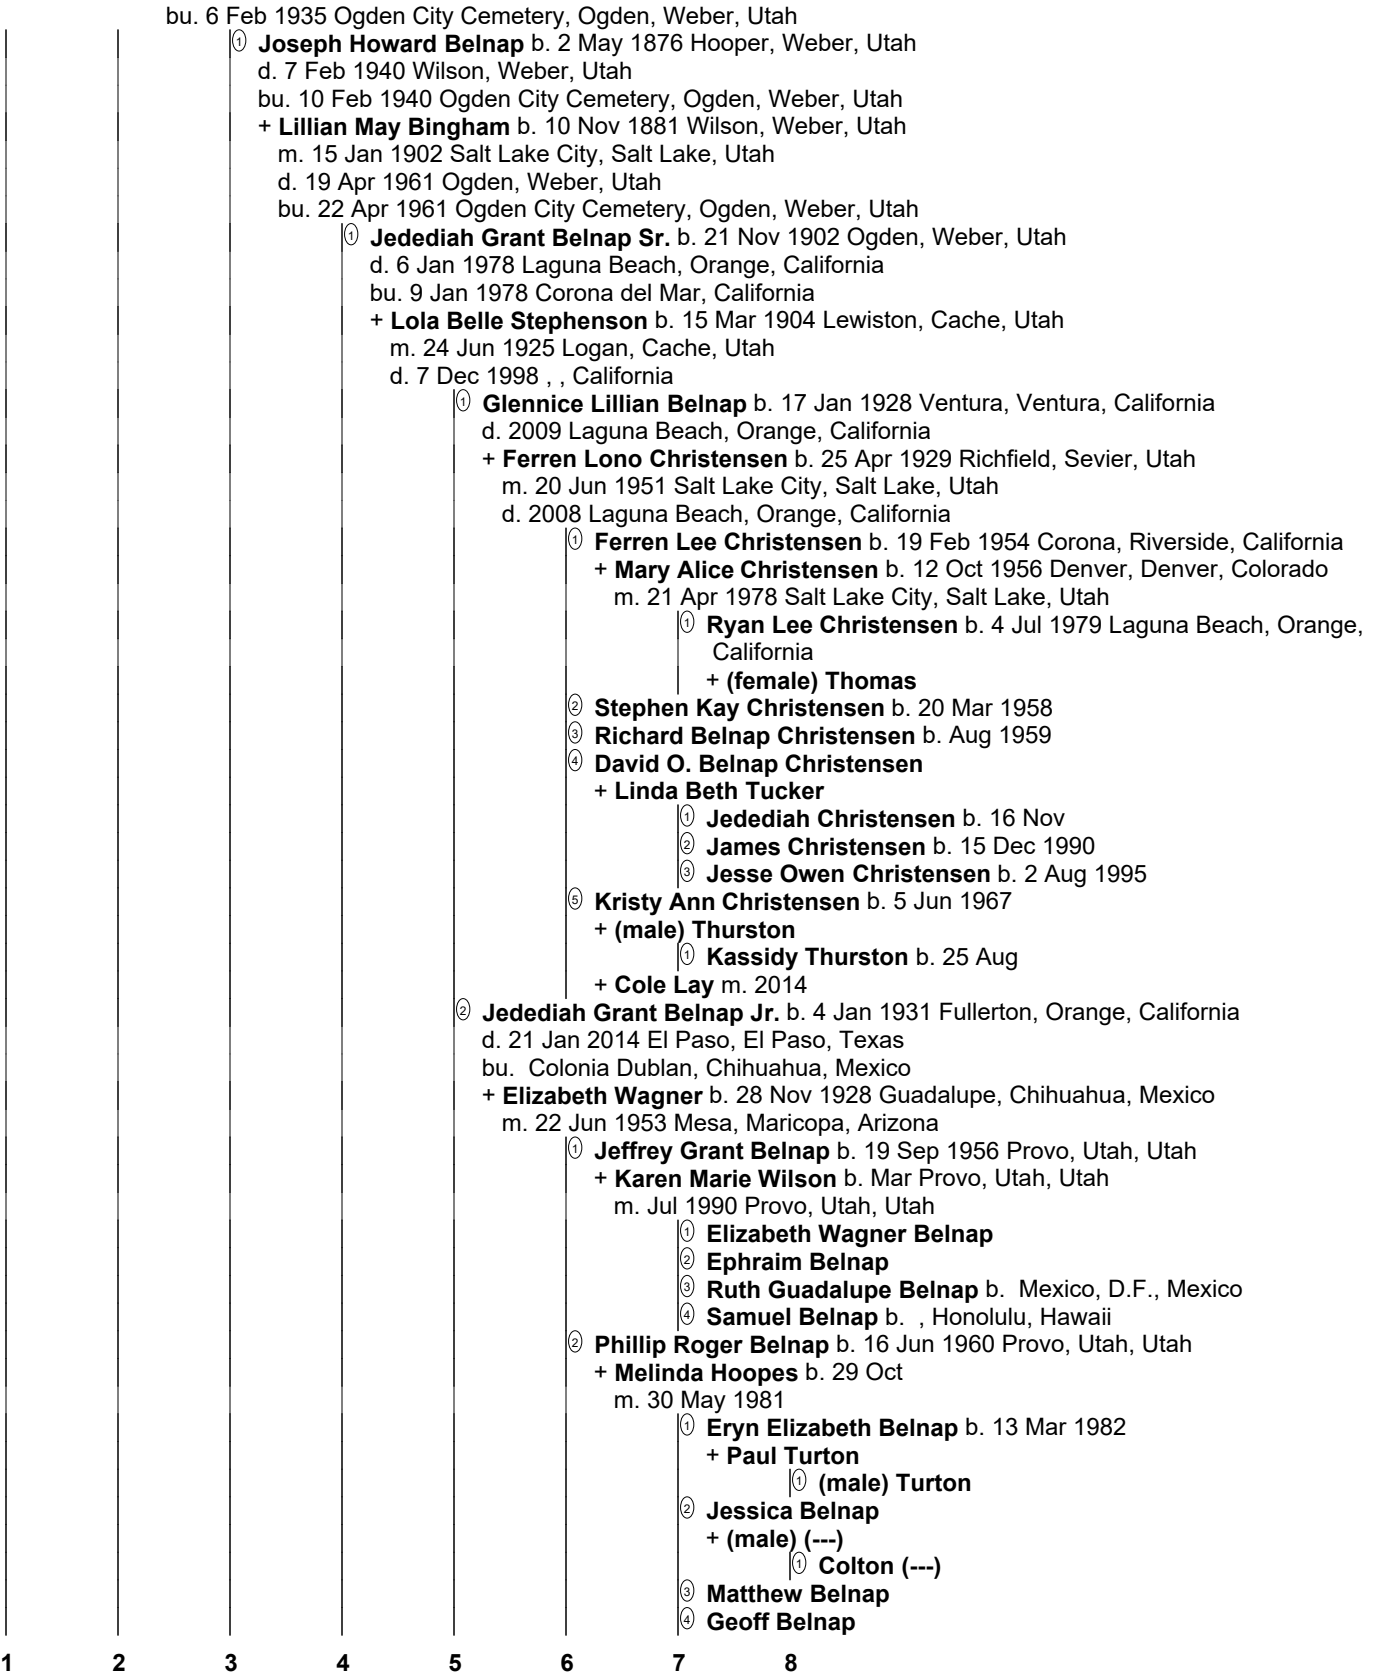 bu. 6 Feb 1935 Ogden City Cemetery, Ogden, Weber, Utah
① Joseph Howard Belnap b. 2 May 1876 Hooper, Weber, Utah
d. 7 Feb 1940 Wilson, Weber, Utah
bu. 10 Feb 1940 Ogden City Cemetery, Ogden, Weber, Utah
+ Lillian May Bingham b. 10 Nov 1881 Wilson, Weber, Utah
m. 15 Jan 1902 Salt Lake City, Salt Lake, Utah
d. 19 Apr 1961 Ogden, Weber, Utah
bu. 22 Apr 1961 Ogden City Cemetery, Ogden, Weber, Utah
① Jedediah Grant Belnap Sr. b. 21 Nov 1902 Ogden, Weber, Utah
d. 6 Jan 1978 Laguna Beach, Orange, California
bu. 9 Jan 1978 Corona del Mar, California
+ Lola Belle Stephenson b. 15 Mar 1904 Lewiston, Cache, Utah
m. 24 Jun 1925 Logan, Cache, Utah
d. 7 Dec 1998 , , California
① Glennice Lillian Belnap b. 17 Jan 1928 Ventura, Ventura, California
d. 2009 Laguna Beach, Orange, California
+ Ferren Lono Christensen b. 25 Apr 1929 Richfield, Sevier, Utah
m. 20 Jun 1951 Salt Lake City, Salt Lake, Utah
d. 2008 Laguna Beach, Orange, California
① Ferren Lee Christensen b. 19 Feb 1954 Corona, Riverside, California
+ Mary Alice Christensen b. 12 Oct 1956 Denver, Denver, Colorado
m. 21 Apr 1978 Salt Lake City, Salt Lake, Utah
① Ryan Lee Christensen b. 4 Jul 1979 Laguna Beach, Orange,
California
+ (female) Thomas
② Stephen Kay Christensen b. 20 Mar 1958
③ Richard Belnap Christensen b. Aug 1959
④ David O. Belnap Christensen
+ Linda Beth Tucker
① Jedediah Christensen b. 16 Nov
② James Christensen b. 15 Dec 1990
③ Jesse Owen Christensen b. 2 Aug 1995
⑤ Kristy Ann Christensen b. 5 Jun 1967
+ (male) Thurston
① Kassidy Thurston b. 25 Aug
+ Cole Lay m. 2014
② Jedediah Grant Belnap Jr. b. 4 Jan 1931 Fullerton, Orange, California
d. 21 Jan 2014 El Paso, El Paso, Texas
bu. Colonia Dublan, Chihuahua, Mexico
+ Elizabeth Wagner b. 28 Nov 1928 Guadalupe, Chihuahua, Mexico
m. 22 Jun 1953 Mesa, Maricopa, Arizona
① Jeffrey Grant Belnap b. 19 Sep 1956 Provo, Utah, Utah
+ Karen Marie Wilson b. Mar Provo, Utah, Utah
m. Jul 1990 Provo, Utah, Utah
① Elizabeth Wagner Belnap
② Ephraim Belnap
③ Ruth Guadalupe Belnap b. Mexico, D.F., Mexico
④ Samuel Belnap b. , Honolulu, Hawaii
② Phillip Roger Belnap b. 16 Jun 1960 Provo, Utah, Utah
+ Melinda Hoopes b. 29 Oct
m. 30 May 1981
① Eryn Elizabeth Belnap b. 13 Mar 1982
+ Paul Turton
① (male) Turton
② Jessica Belnap
+ (male) (---)
① Colton (---)
③ Matthew Belnap
④ Geoff Belnap
1 2 3 4 5 6 7 8